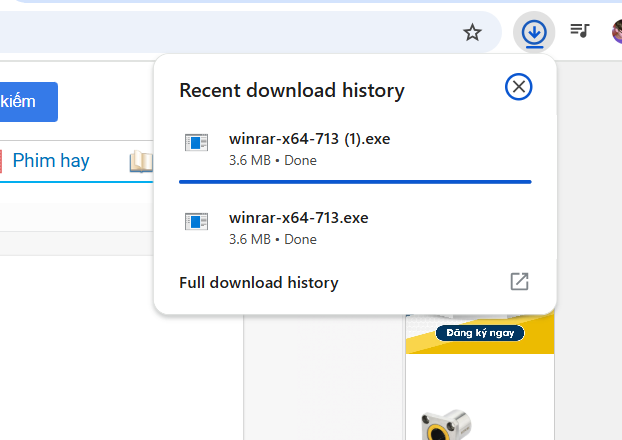 kiếm
Recent download history
winrar-x64-713 (1).exe
3.6 MB • Done
Phim hay
winrar-x64-713.exe
3.6 MB • Done
Full download history
Đăng ký ngay